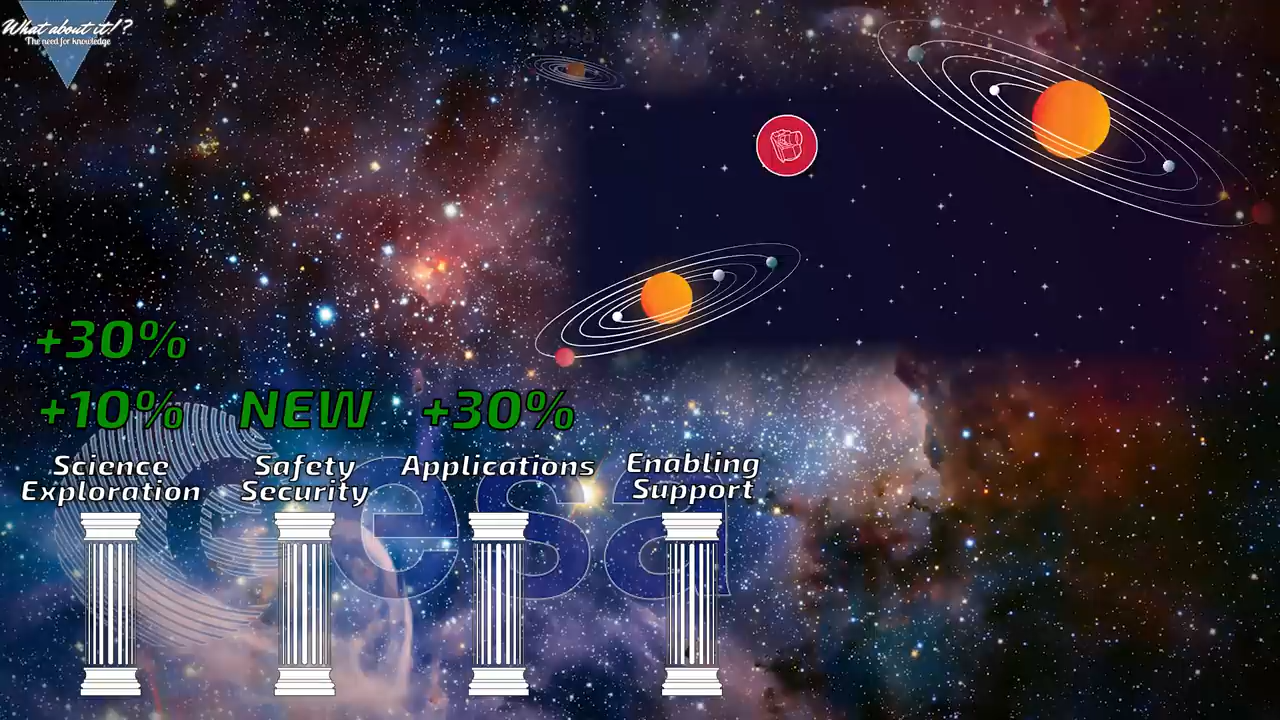 What about it!?
The need for knowledge
+30%
+10%
NEW
+30%
Science
Exploration
Safety
Security
Applications
Enabling
Support
esa